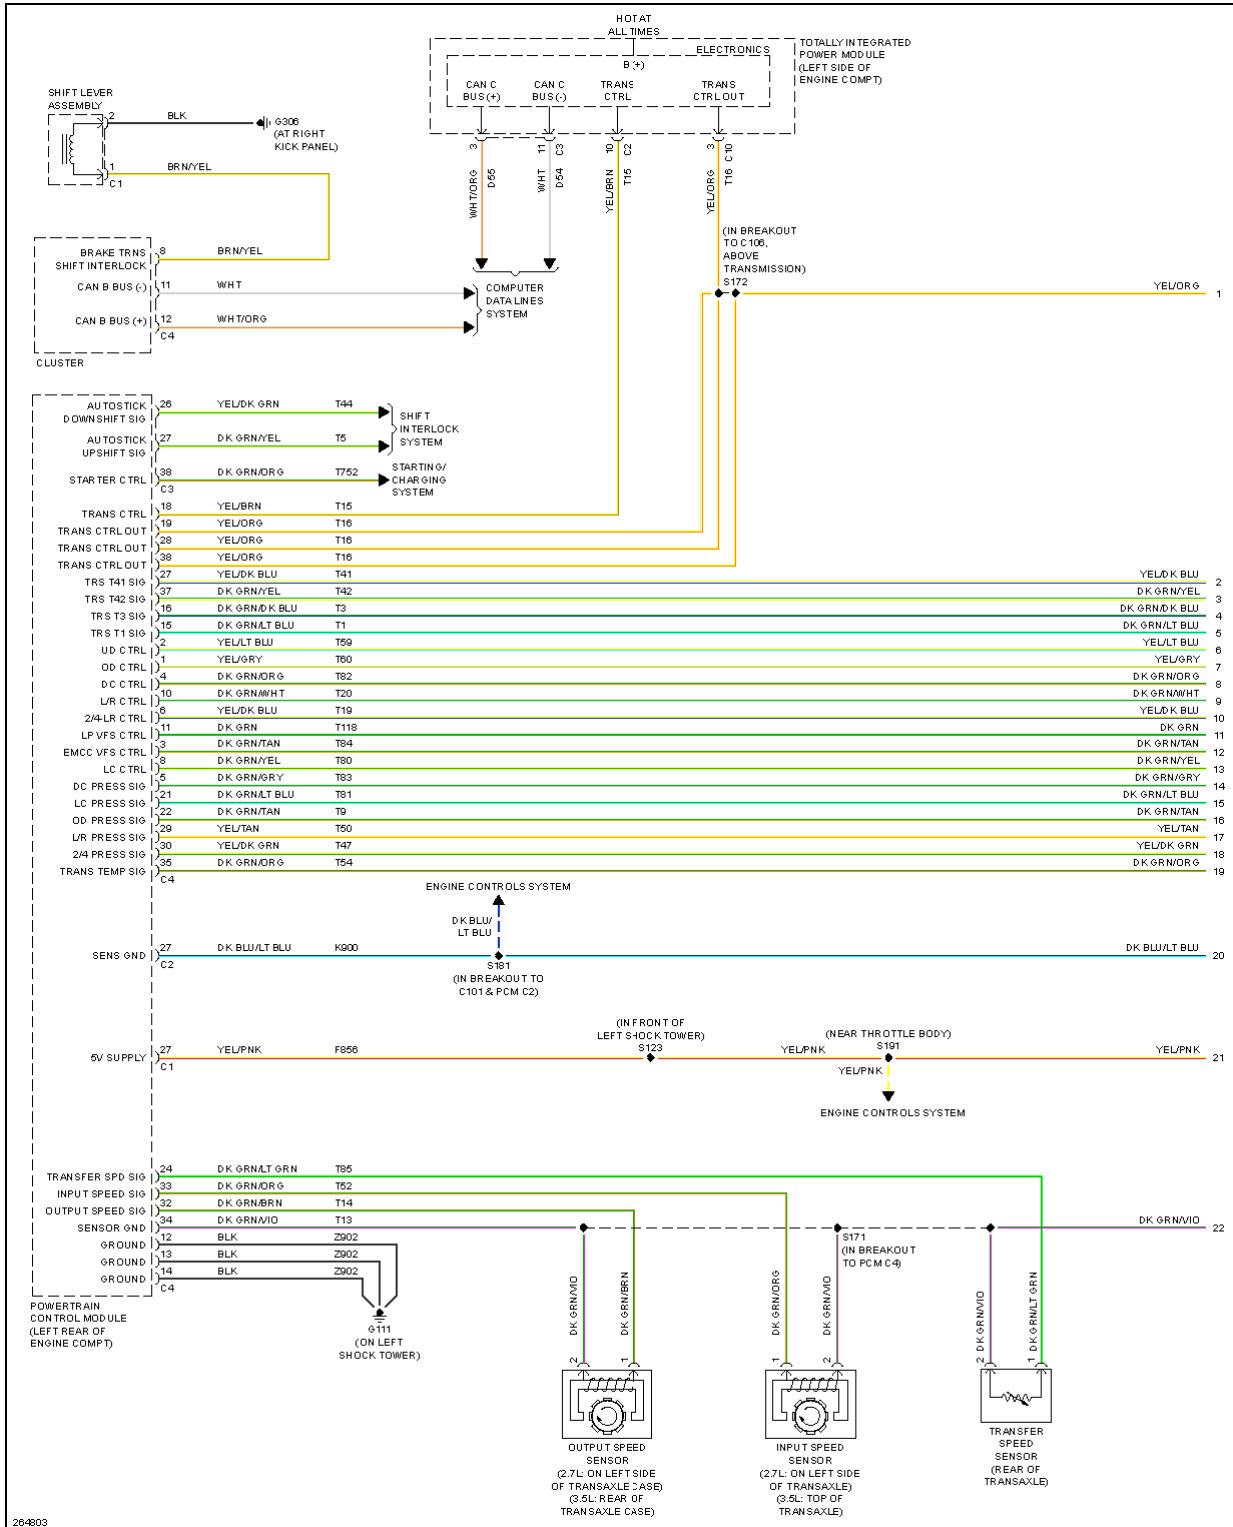 HOT AT
ALL TIMES
ELECTRONICS
B (+)
CAN C
BUS (+)
CAN C
BUS (-)
TRANS
CTRL
TRANS
CTRL OUT
TOTALLY INTEGRATED
POWER MODULE
(LEFT SIDE OF
ENGINE COMPT)
3
11
C3
10
C2
3
C10
WHT/ORG
D55
WHT
D54
YEL/BRN
T15
YEL/ORG
T16
SHIFT LEVER
ASSEMBLY
2
BLK
G306
(AT RIGHT
KICK PANEL)
1
BRN/YEL
C1
BRAKE TRNS
SHIFT INTERLOCK
8
BRN/YEL
CAN B BUS (-)
11
WHT
CAN B BUS (+)
12
WHT/ORG
C4
CLUSTER
COMPUTER
DATA LINES
SYSTEM
(IN BREAKOUT
TO C106,
ABOVE
TRANSMISSION)
S172
YEL/ORG
1
AUTOSTICK
DOWNSHIFT SIG
26
YEL/DK GRN
T44
AUTOSTICK
UPSHIFT SIG
27
DK GRN/YEL
T5
SHIFT
INTERLOCK
SYSTEM
STARTER CTRL
38
DK GRN/ORG
T752
C3
STARTING/
CHARGING
SYSTEM
TRANS CTRL 18 YEL/BRN T15
TRANS CTRL OUT 19 YEL/ORG T16
TRANS CTRL OUT 28 YEL/ORG T16
TRANS CTRL OUT 38 YEL/ORG T16
TRS T41 SIG 27 YEL/DK BLU T41 YEL/DK BLU 2
TRS T42 SIG 37 DK GRN/YEL T42 DK GRN/YEL 3
TRS T3 SIG 16 DK GRN/DK BLU T3 DK GRN/DK BLU 4
TRS T1 SIG 15 DK GRN/LT BLU T1 DK GRN/LT BLU 5
UD CTRL 2 YEL/LT BLU T59 YEL/LT BLU 6
OD CTRL 1 YEL/GRY T60 YEL/GRY 7
DC CTRL 4 DK GRN/ORG T82 DK GRN/ORG 8
L/R CTRL 10 DK GRN/WHT T20 DK GRN/WHT 9
2/4-LR CTRL 6 YEL/DK BLU T19 YEL/DK BLU 10
LP VFS CTRL 11 DK GRN T118 DK GRN 11
EMCC VFS CTRL 3 DK GRN/TAN T84 DK GRN/TAN 12
LC CTRL 8 DK GRN/YEL T80 DK GRN/YEL 13
DC PRESS SIG 5 DK GRN/GRY T83 DK GRN/GRY 14
LC PRESS SIG 21 DK GRN/LT BLU T81 DK GRN/LT BLU 15
OD PRESS SIG 22 DK GRN/TAN T9 DK GRN/TAN 16
L/R PRESS SIG 29 YEL/TAN T50 YEL/TAN 17
2/4 PRESS SIG 30 YEL/DK GRN T47 YEL/DK GRN 18
TRANS TEMP SIG 35 DK GRN/ORG T54 DK GRN/ORG 19
C4
ENGINE CONTROLS SYSTEM
DK BLU/
LT BLU
SENS GND 27 DK BLU/LT BLU K900 DK BLU/LT BLU 20
C2
S181
(IN BREAKOUT TO
C101 & PCM C2)
(IN FRONT OF
LEFT SHOCK TOWER)
S123
(NEAR THROTTLE BODY)
S191
5V SUPPLY 27 YEL/PNK F856 YEL/PNK YEL/PNK 21
C1
YEL/PNK
ENGINE CONTROLS SYSTEM
TRANSFER SPD SIG 24 DK GRN/LT GRN T85
INPUT SPEED SIG 33 DK GRN/ORG T52
OUTPUT SPEED SIG 32 DK GRN/BRN T14
SENSOR GND 34 DK GRN/VIO T13 DK GRN/VIO 22
GROUND 12 BLK Z902
GROUND 13 BLK Z902
GROUND 14 BLK Z902
C4
S171
(IN BREAKOUT
TO PCM C4)
POWERTRAIN
CONTROL MODULE
(LEFT REAR OF
ENGINE COMPT)
G111
(ON LEFT
SHOCK TOWER)
DK GRN/VIO
DK GRN/BRN
DK GRN/ORG
DK GRN/VIO
DK GRN/VIO
DK GRN/LT GRN
2
1
1
2
2
1
OUTPUT SPEED
SENSOR
(2.7L: ON LEFT SIDE
OF TRANSAXLE CASE)
(3.5L: REAR OF
TRANSAXLE CASE)
INPUT SPEED
SENSOR
(2.7L: ON LEFT SIDE
OF TRANSAXLE)
(3.5L: TOP OF
TRANSAXLE)
TRANSFER
SPEED
SENSOR
(REAR OF
TRANSAXLE)
264803